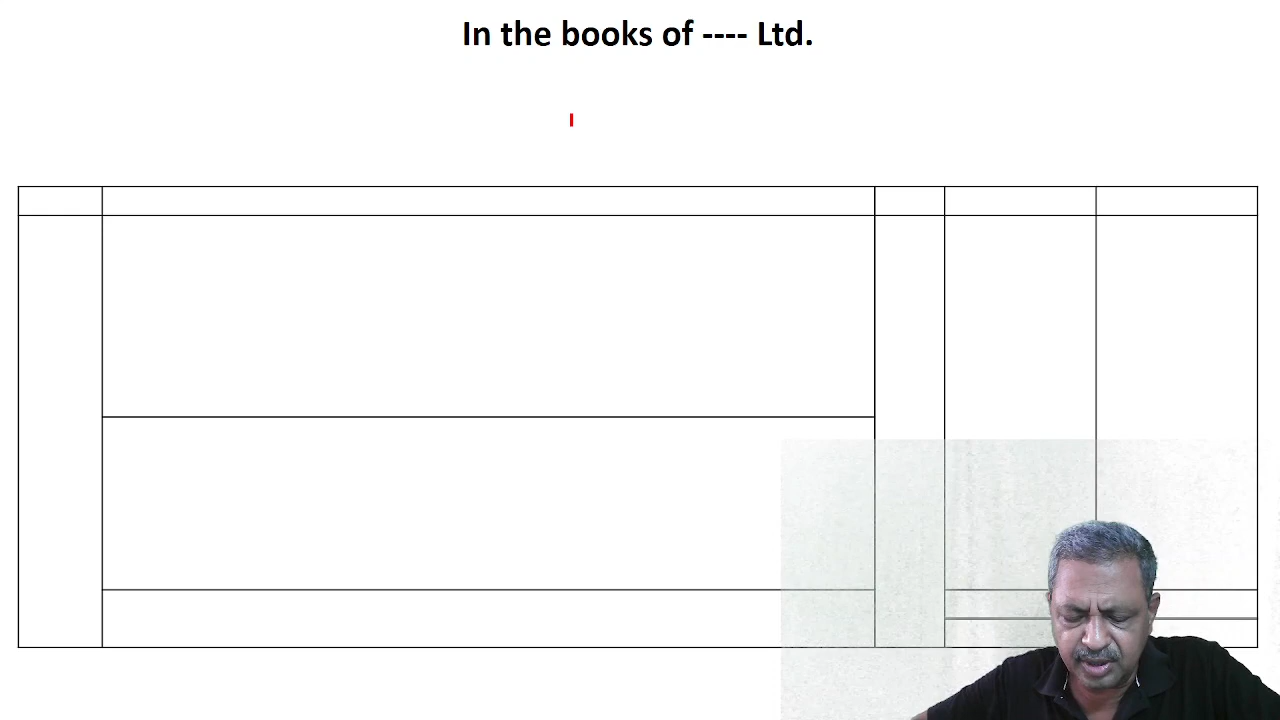 In the books of ---- Ltd.